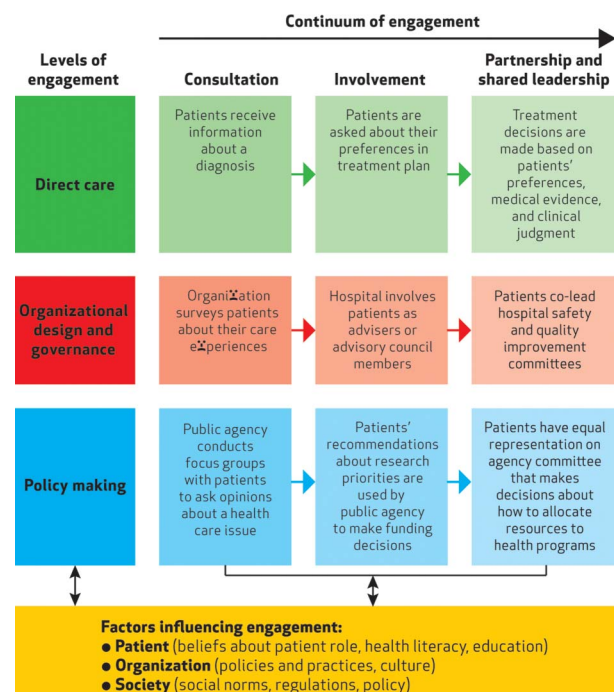 Continuum of engagement
Levels of
engagement
Consultation
Involvement
Partnership and
shared leadership
Direct care
Patients receive
information
about a
diagnosis
Patients are
asked about their
preferences in
treatment plan
Treatment
decisions are
made based on
patients'
preferences,
medical evidence,
and clinical
judgment
Organizational
design and
governance
surveys patients
about their care
Hospital involves
patients as
advisers or
advisory council
members
Patients co-lead
hospital safety
and quality
improvement
committees
Policy making
Public agency
conducts
focus groups
with patients
to ask opinions
about a health
care issue
Patients'
recommendations
about research
priorities are
used by
public agency
to make funding
decisions
Patients have equal
representation on
agency committee
that makes
decisions about
how to allocate
resources to
health programs
Factors influencing engagement:
● Patient (beliefs about patient role, health literacy, education)
● Organization (policies and practices, culture)
● Society (social norms, regulations, policy)